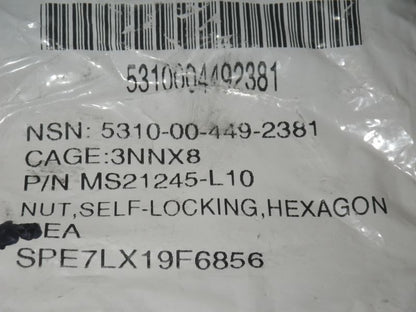 5310004492381
NSN: 5310-00-449-2381
CAGE:3NNX8
P/N MS21245-L10
NUT,SELF-LOCKING,HEXAGON
EA
SPE7LX19F6856